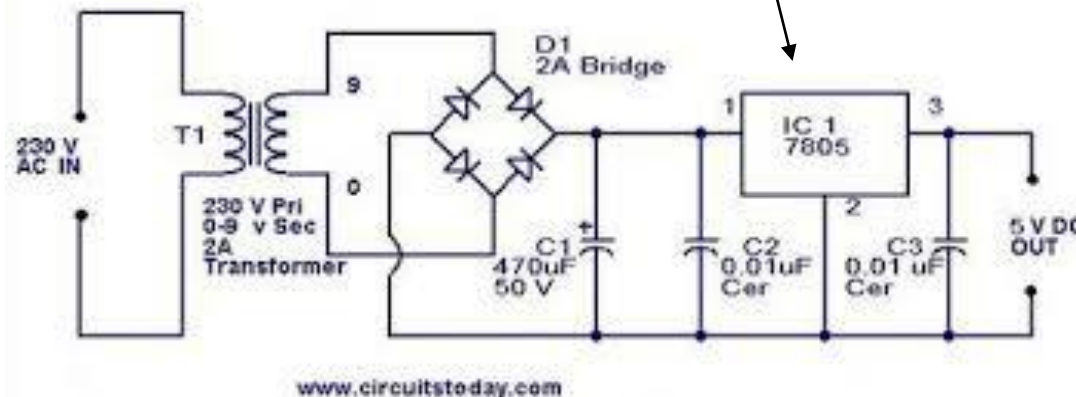 D1
2A Bridge
9
1
3
IC 1
7805
T1
230 V
AC IN
0
2
230 V Pri
0-9 v Sec
2A
Transformer
+
C1
470uF
50 V
C2
0.01uF
Cer
C3
0.01 uF
Cer
5 V DC
OUT
www.circuitstoday.com